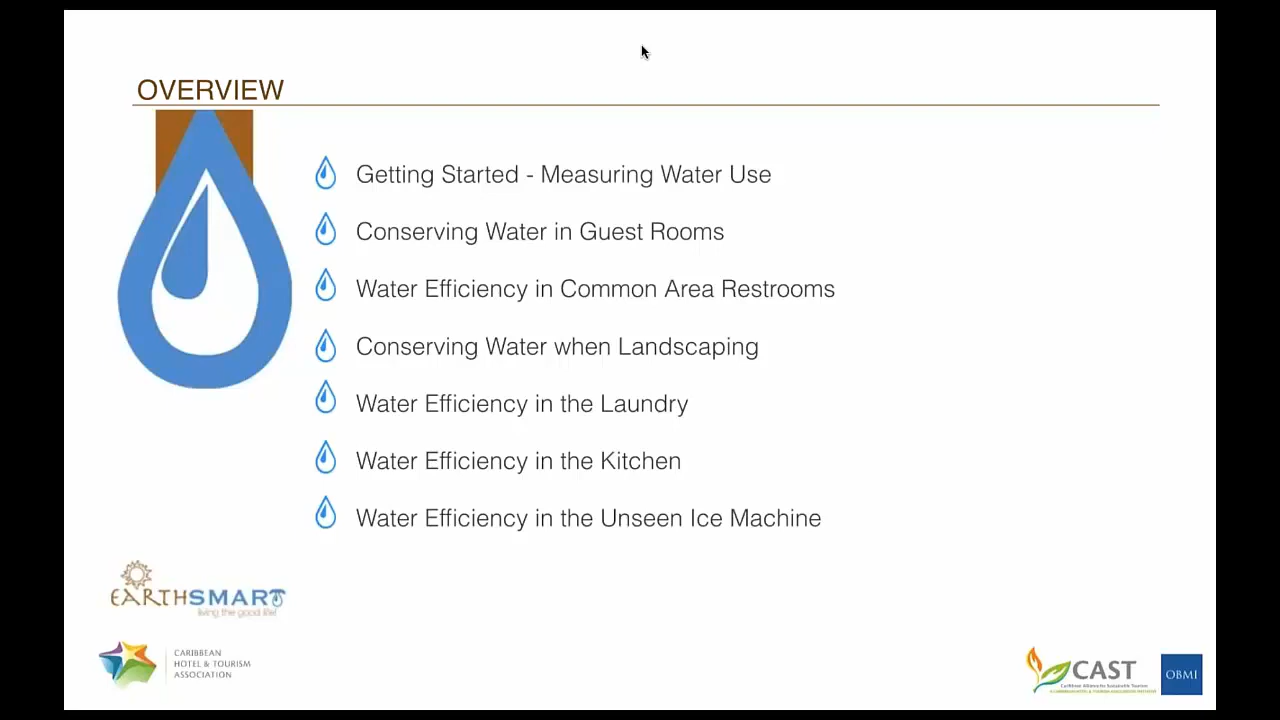 OVERVIEW
Getting Started - Measuring Water Use
Conserving Water in Guest Rooms
Water Efficiency in Common Area Restrooms
Conserving Water when Landscaping
Water Efficiency in the Laundry
Water Efficiency in the Kitchen
Water Efficiency in the Unseen Ice Machine
EARTHSMART
living the good life!
CARIBBEAN
HOTEL & TOURISM
ASSOCIATION
CAST
OBMI